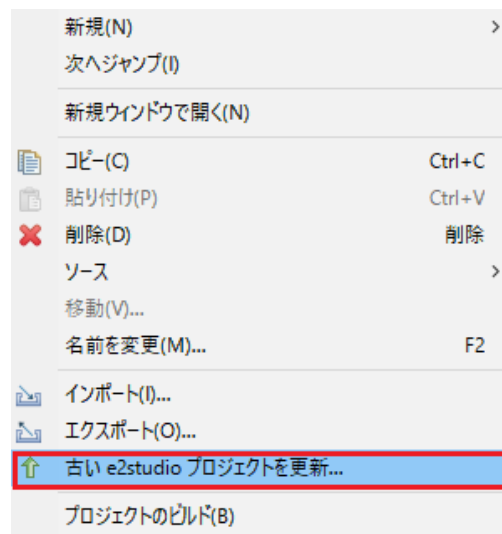 新規(N) >
次へジャンプ(I)
新規ウィンドウで開く(N)
コピー(C) Ctrl+C
貼り付け(P) Ctrl+V
削除(D) 削除
ソース >
移動(V)...
名前を変更(M)... F2
インポート(I)...
エクスポート(O)...
古い e2studio プロジェクトを更新...
プロジェクトのビルド(B)